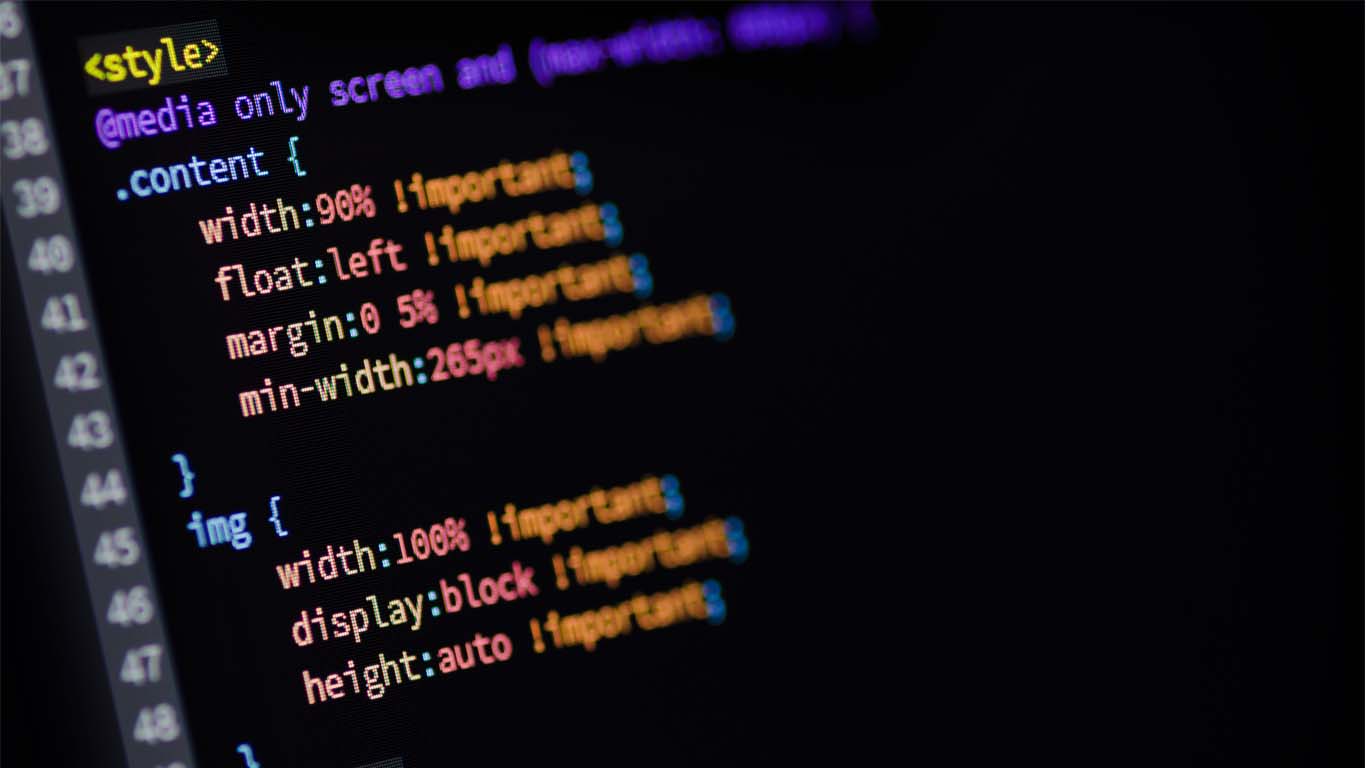 <style>
37 @media only screen and (max-width:
38 .content {
39 width:90% !important;
40 float:left !important;
41 margin:0 5% !important;
42 min-width:265px !important;
43
44 }
45 img {
46 width:100% !important;
47 display:block !important;
48 height:auto !important;
}